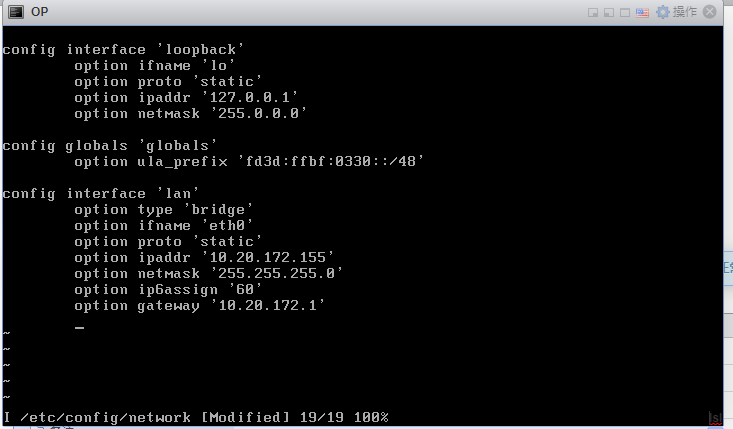 OP
操作
config interface 'loopback'
        option ifname 'lo'
        option proto 'static'
        option ipaddr '127.0.0.1'
        option netmask '255.0.0.0'
config globals 'globals'
        option ula_prefix 'fd3d:ffbf:0330::/48'
config interface 'lan'
        option type 'bridge'
        option ifname 'eth0'
        option proto 'static'
        option ipaddr '10.20.172.155'
        option netmask '255.255.255.0'
        option ip6assign '60'
        option gateway '10.20.172.1'
        _
~
~
~
~
~
I /etc/config/network [Modified] 19/19 100%